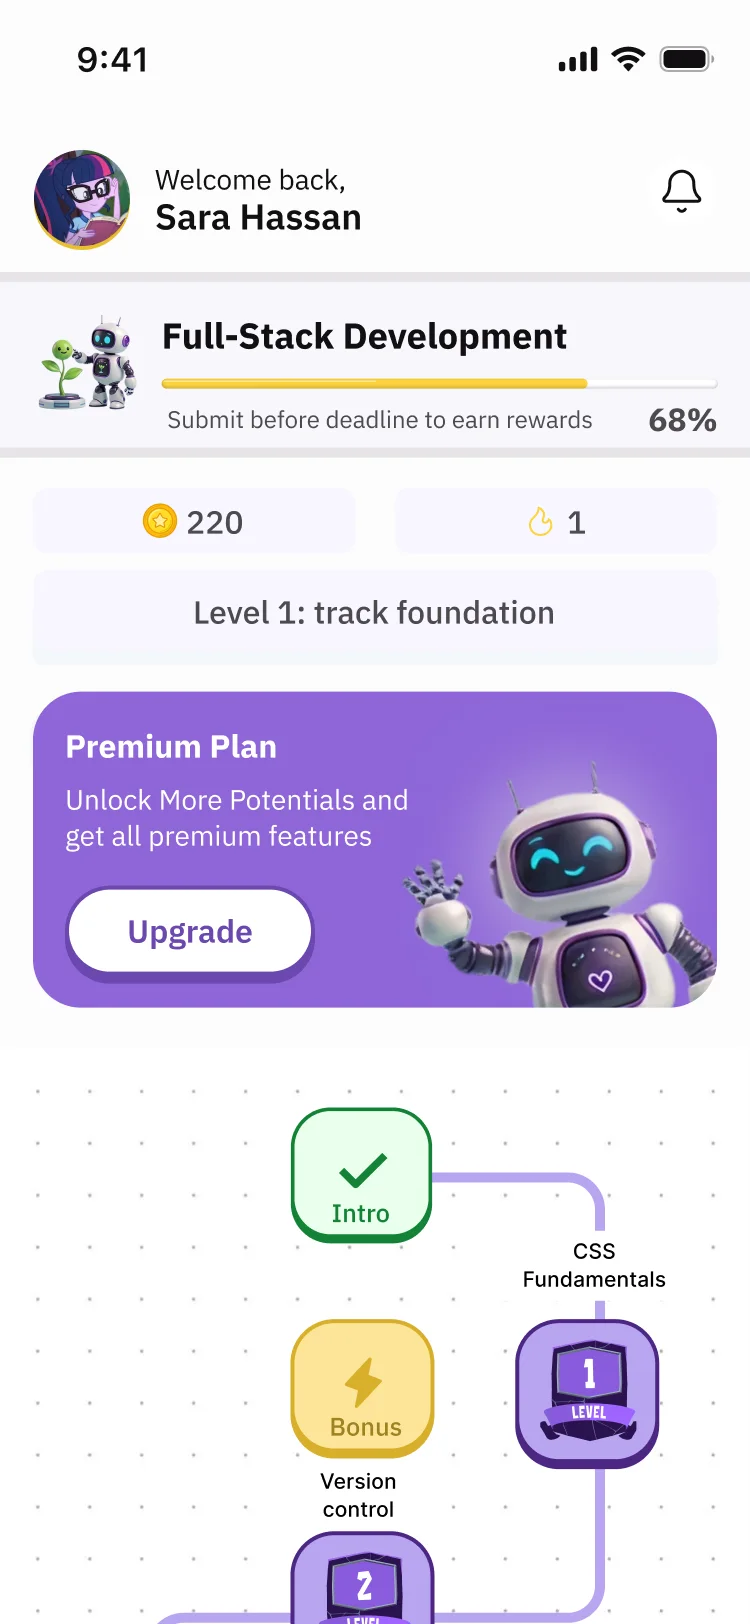 9:41
Welcome back,
Sara Hassan
Full-Stack Development
Submit before deadline to earn rewards
68%
220
1
Level 1: track foundation
Premium Plan
Unlock More Potentials and
get all premium features
Upgrade
Intro
CSS
Fundamentals
1
LEVEL
Bonus
Version
control
2
LEVEL